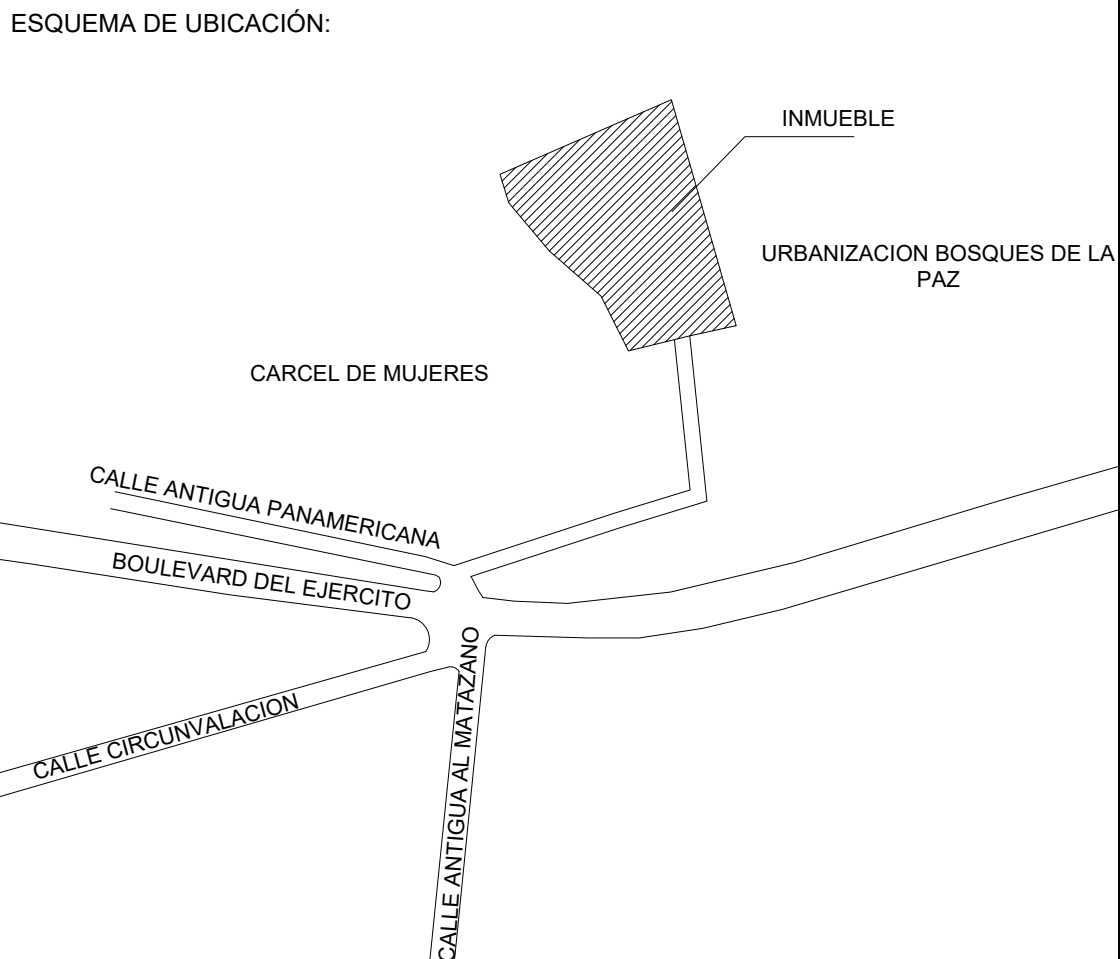 ESQUEMA DE UBICACIÓN:
INMUEBLE
URBANIZACION BOSQUES DE LA
PAZ
CARCEL DE MUJERES
CALLE ANTIGUA PANAMERICANA
BOULEVARD DEL EJERCITO
CALLE CIRCUNVALACION
CALLE ANTIGUA AL MATAZANO